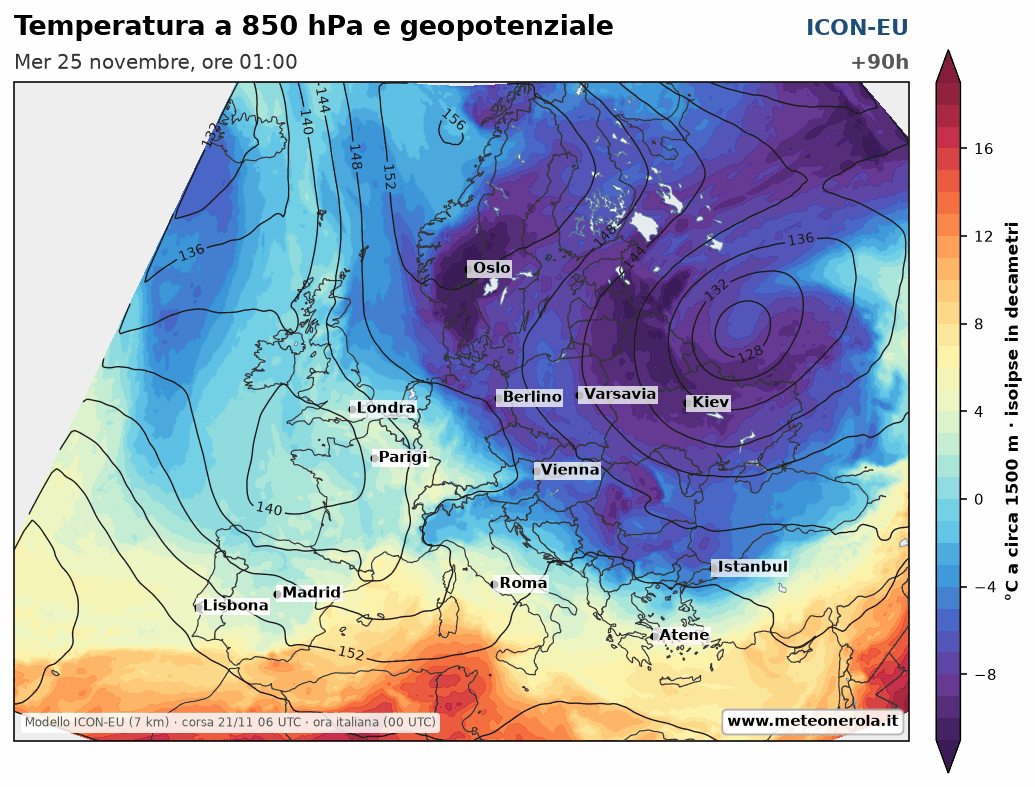 Temperatura a 850 hPa e geopotenziale
ICON-EU
Mer 25 novembre, ore 01:00
+90h
144
156
132
140
148
152
136
136
148
144
132
128
140
152
Oslo
Londra
Berlino
Varsavia
Kiev
Parigi
Vienna
Istanbul
Roma
Madrid
Lisbona
Atene
16
12
8
4
0
−4
−8
°C a circa 1500 m · isoipse in decametri
Modello ICON-EU (7 km) · corsa 21/11 06 UTC · ora italiana (00 UTC)
www.meteonerola.it